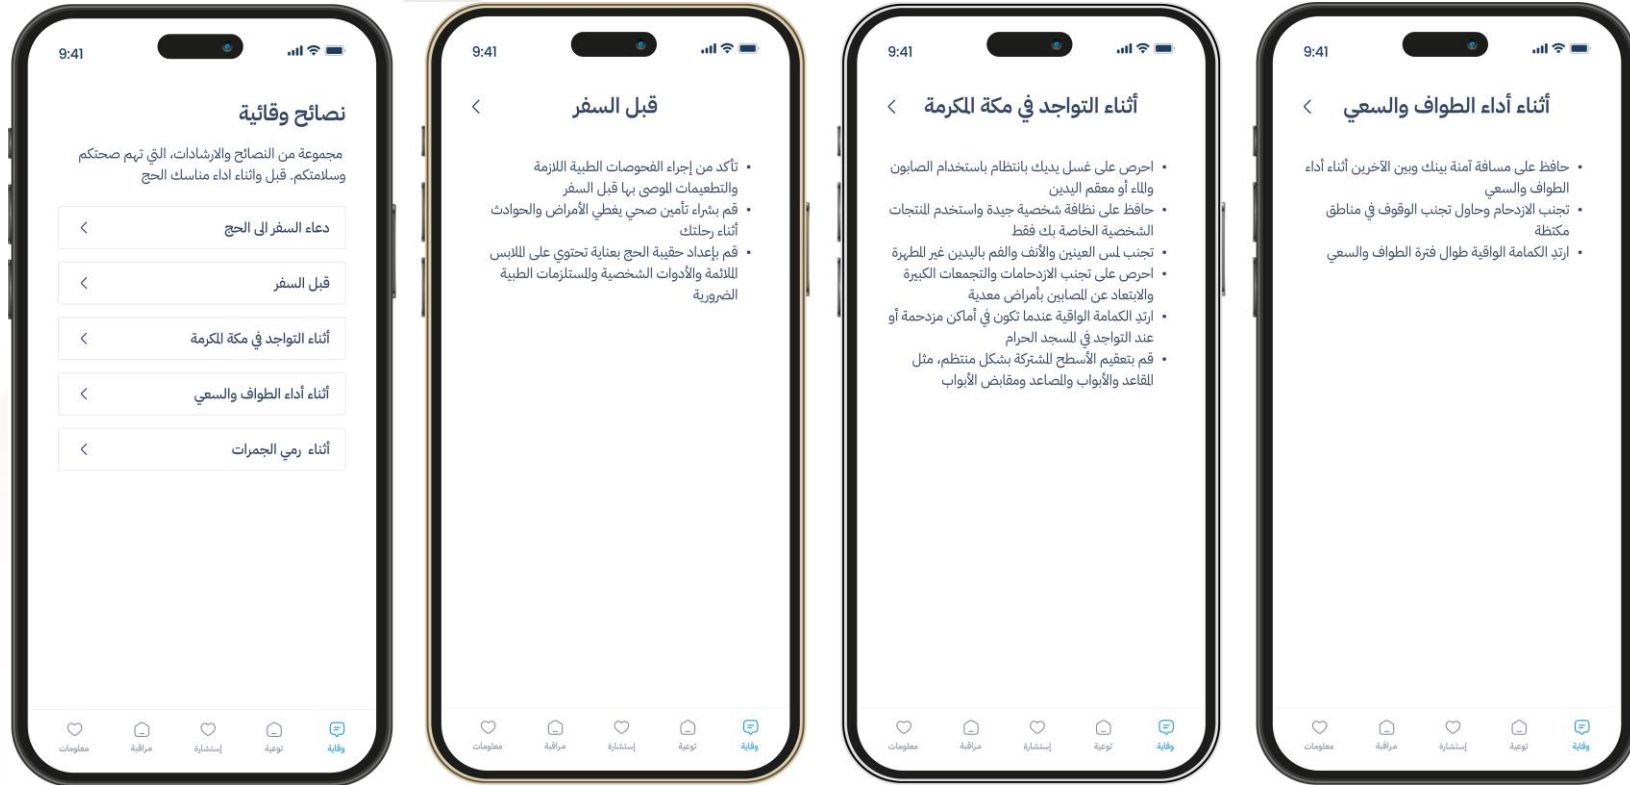 9:41
نصائح وقائية
مجموعة من النصائح والارشادات، التي تهم صحتكم
وسلامتكم. قبل واثناء اداء مناسك الحج
دعاء السفر الى الحج
قبل السفر
أثناء التواجد في مكة المكرمة
أثناء أداء الطواف والسعي
أثناء رمي الجمرات
وقاية
توعية
إستشارة
مراقبة
معلومات
9:41
قبل السفر
• تأكد من إجراء الفحوصات الطبية اللازمة
والتطعيمات الموصى بها قبل السفر
• قم بشراء تأمين صحي يغطي الأمراض والحوادث
أثناء رحلتك
• قم بإعداد حقيبة الحج بعناية تحتوي على الملابس
الملائمة والأدوات الشخصية والمستلزمات الطبية
الضرورية
وقاية
توعية
إستشارة
مراقبة
معلومات
9:41
أثناء التواجد في مكة المكرمة
• احرص على غسل يديك بانتظام باستخدام الصابون
والماء أو معقم اليدين
• حافظ على نظافة شخصية جيدة واستخدم المنتجات
الشخصية الخاصة بك فقط
• تجنب لمس العينين والأنف والفم باليدين غير المطهرة
• احرص على تجنب الازدحامات والتجمعات الكبيرة
والابتعاد عن المصابين بأمراض معدية
• ارتدِ الكمامة الواقية عندما تكون في أماكن مزدحمة أو
عند التواجد في المسجد الحرام
• قم بتعقيم الأسطح المشتركة بشكل منتظم، مثل
المقاعد والأبواب والمصاعد ومقابض الأبواب
وقاية
توعية
إستشارة
مراقبة
معلومات
9:41
أثناء أداء الطواف والسعي
• حافظ على مسافة آمنة بينك وبين الآخرين أثناء أداء
الطواف والسعي
• تجنب الازدحام وحاول تجنب الوقوف في مناطق
مكتظة
• ارتدِ الكمامة الواقية طوال فترة الطواف والسعي
وقاية
توعية
إستشارة
مراقبة
معلومات